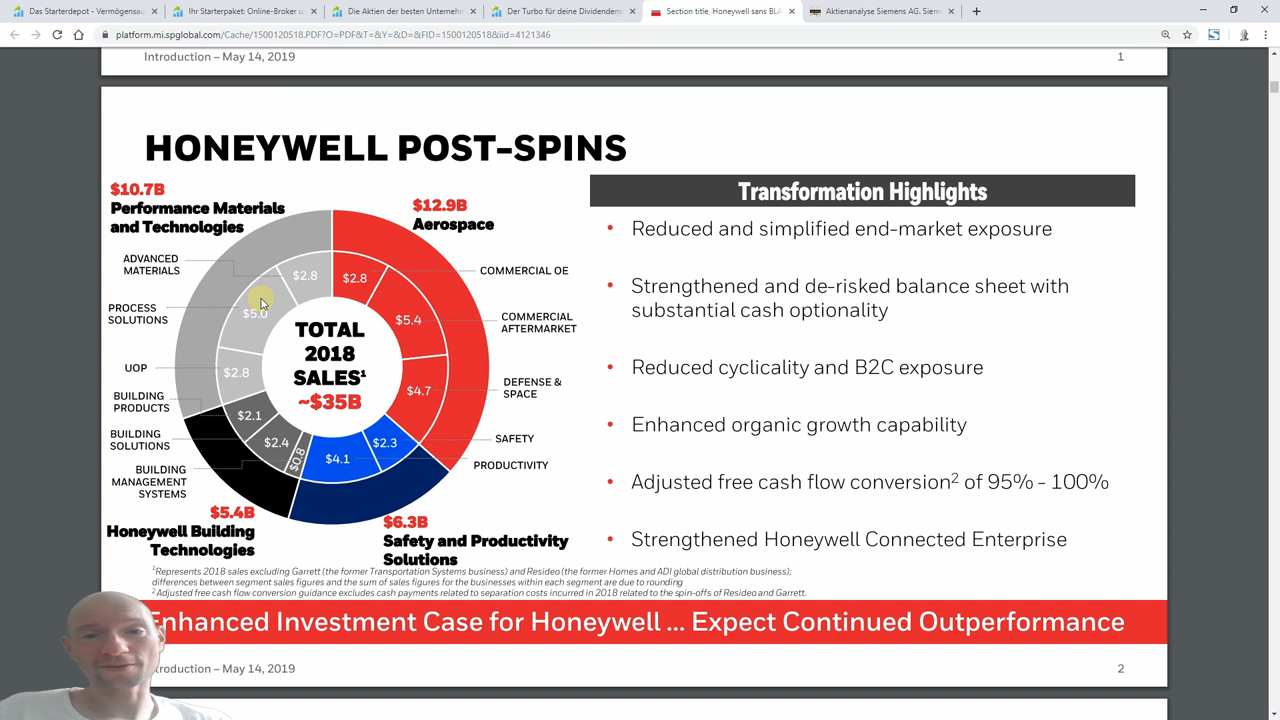 Das Starterdepot - Vermögensau
Ihr Starterpaket: Online-Broker u
Die Aktien der besten Unternehm
Der Turbo für deine Dividenden
Section title, Honeywell sans BLA
Aktienanalyse Siemens AG. Siem
platform.mi.spglobal.com/Cache/1500120518.PDF?O=PDF&T=&Y=&D=&FID=1500120518&iid=4121346
Introduction – May 14, 2019
1
HONEYWELL POST-SPINS
$10.7B
Performance Materials
and Technologies
$12.9B
Aerospace
ADVANCED
MATERIALS
PROCESS
SOLUTIONS
UOP
BUILDING
PRODUCTS
BUILDING
SOLUTIONS
BUILDING
MANAGEMENT
SYSTEMS
$2.8
$2.8
$5.0
$5.4
$2.8
$4.7
$2.1
$2.4
$0.8
$4.1
$2.3
TOTAL
2018
SALES¹
~$35B
COMMERCIAL OE
COMMERCIAL
AFTERMARKET
DEFENSE &
SPACE
SAFETY
PRODUCTIVITY
$5.4B
Honeywell Building
Technologies
$6.3B
Safety and Productivity
Solutions
Transformation Highlights
• Reduced and simplified end-market exposure
• Strengthened and de-risked balance sheet with
substantial cash optionality
• Reduced cyclicality and B2C exposure
• Enhanced organic growth capability
• Adjusted free cash flow conversion² of 95% - 100%
• Strengthened Honeywell Connected Enterprise
¹Represents 2018 sales excluding Garrett (the former Transportation Systems business) and Resideo (the former Homes and ADI global distribution business);
differences between segment sales figures and the sum of sales figures for the businesses within each segment are due to rounding
²Adjusted free cash flow conversion guidance excludes cash payments related to separation costs incurred in 2018 related to the spin-offs of Resideo and Garrett.
Enhanced Investment Case for Honeywell ... Expect Continued Outperformance
troduction – May 14, 2019
2